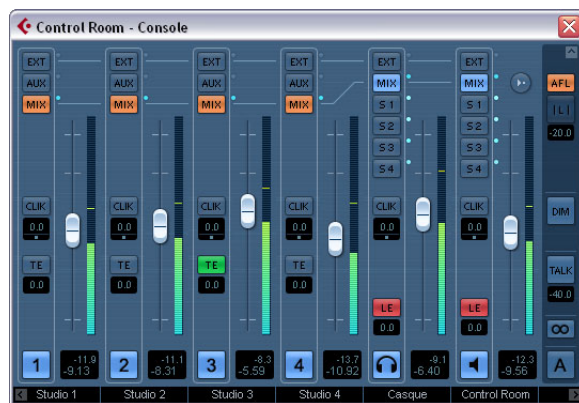 Control Room - Console
EXT EXT EXT EXT EXT EXT
AUX AUX AUX AUX MIX MIX AFL
MIX MIX MIX MIX S 1 S 1 |L|
S 2 S 2 -20.0
S 3 S 3
S 4 S 4
CLIK CLIK CLIK CLIK CLIK CLIK DIM
0.0 0.0 0.0 0.0 0.0 0.0
TE TE TE TE TALK
0.0 0.0 0.0 0.0 -40.0
LE LE
0.0 0.0 ∞
1 -11.9 2 -11.1 3 -8.3 4 -13.7 -9.1 -12.3 A
-9.13 -8.31 -5.59 -10.92 -6.40 -9.56
Studio 1 Studio 2 Studio 3 Studio 4 Casque Control Room